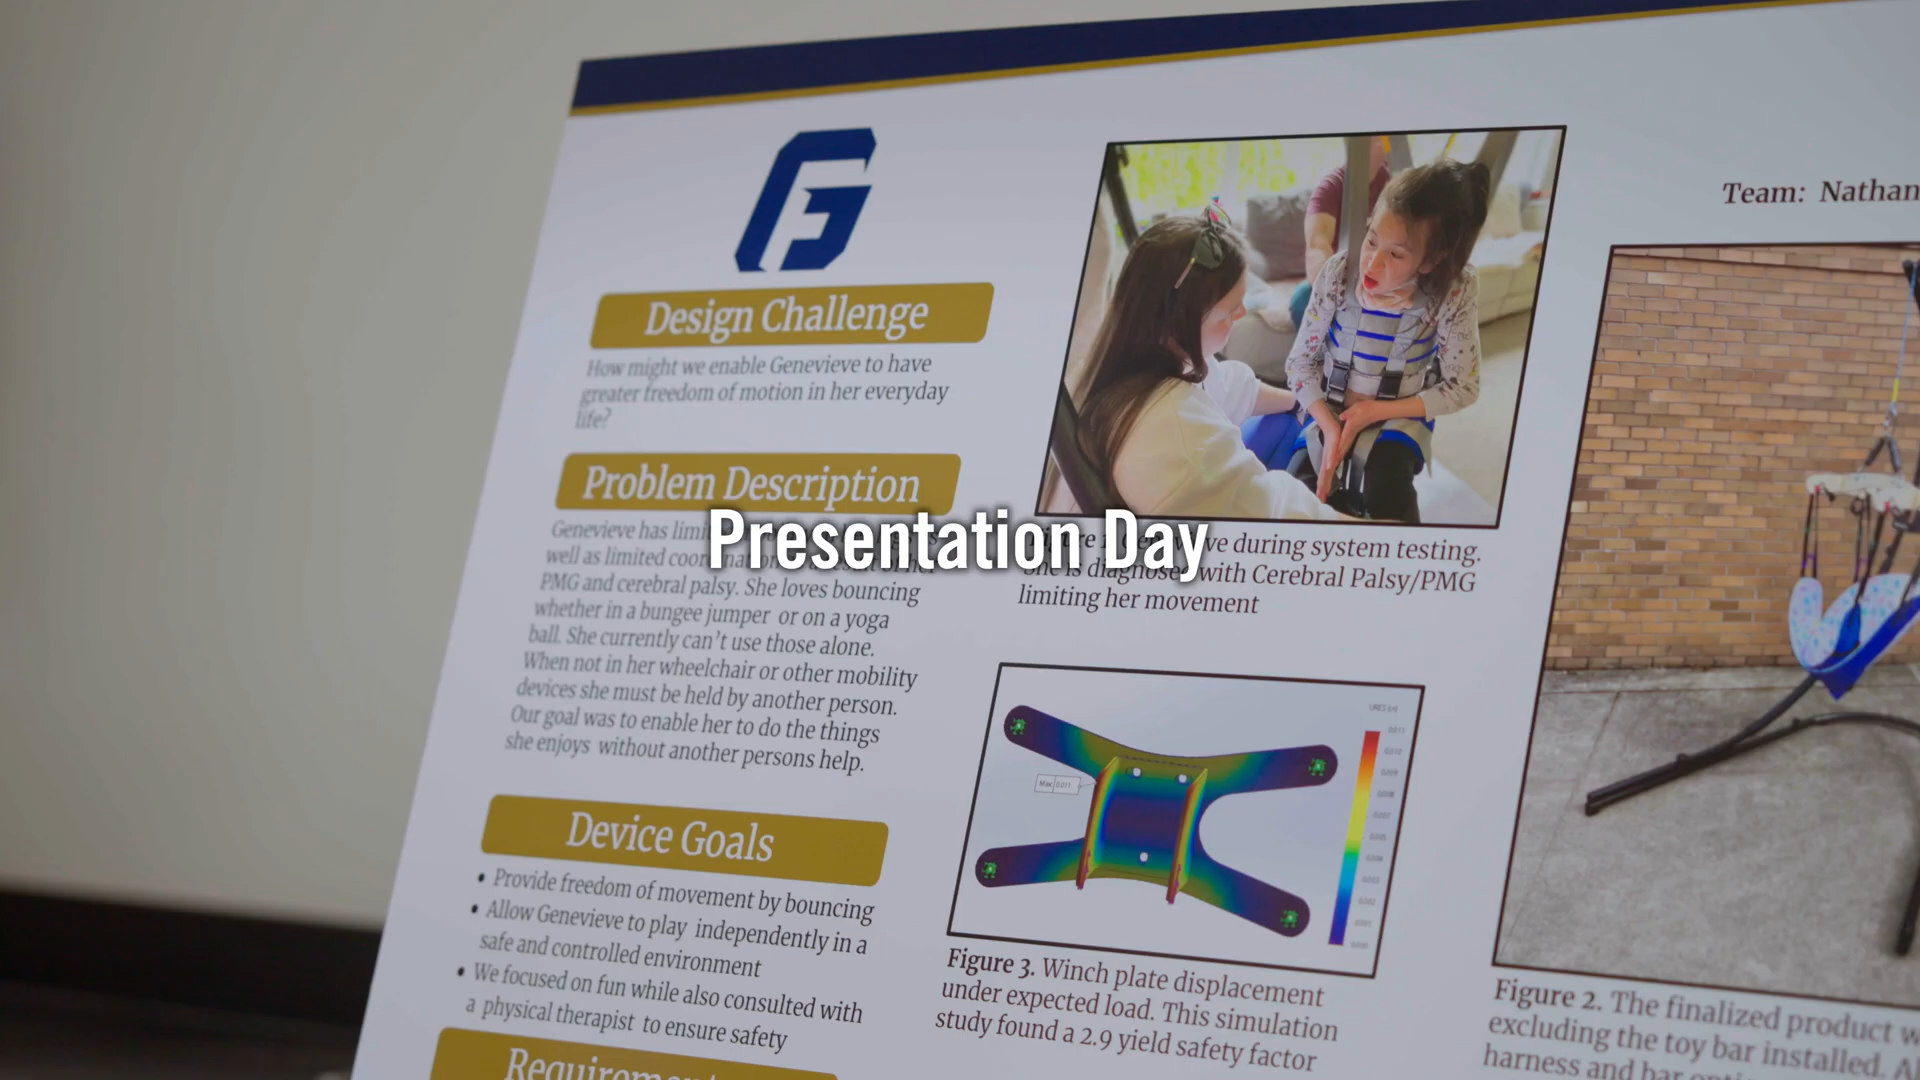 Team: Nathan
Design Challenge
How might we enable Genevieve to have
greater freedom of motion in her everyday
life?
Problem Description
Genevieve has
well as limited
PMG and cerebral palsy. She loves bouncing
whether in a bungee jumper or on a yoga
ball. She currently can't use those alone.
When not in her wheelchair or other mobility
devices she must be held by another person.
Our goal was to enable her to do the things
she enjoys without another persons help.
Presentation Day
Device Goals
• Provide freedom of movement by bouncing
• Allow Genevieve to play independently in a
safe and controlled environment
• We focused on fun while also consulted with
a physical therapist to ensure safety
during system testing.
She is diagnosed with Cerebral Palsy/PMG
limiting her movement
Max 0.011
Figure 3. Winch plate displacement
under expected load. This simulation
study found a 2.9 yield safety factor
Figure 2. The finalized product
excluding the toy bar installed.
harness and bar